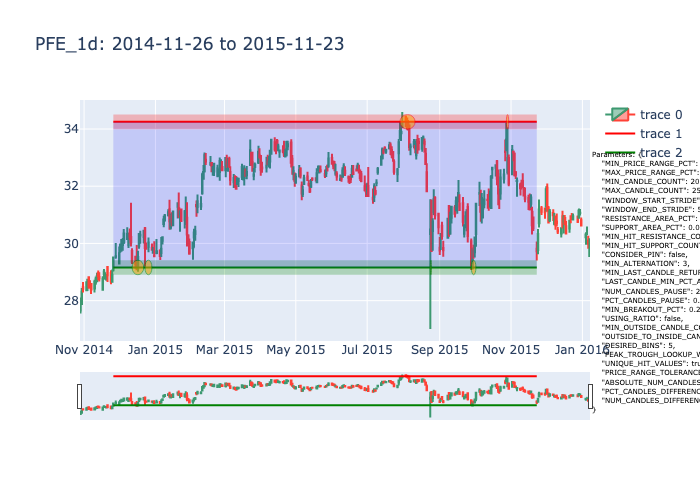 PFE_1d: 2014-11-26 to 2015-11-23
34
32
30
28
Nov 2014
Jan 2015
Mar 2015
May 2015
Jul 2015
Sep 2015
Nov 2015
Jan 2016
trace 0
trace 1
trace 2
Parameters: {
"MIN_PRICE_RANGE_PCT":
"MAX_PRICE_RANGE_PCT":
"MIN_CANDLE_COUNT": 20
"MAX_CANDLE_COUNT": 25
"WINDOW_START_STRIDE"
"WINDOW_END_STRIDE": 5
"RESISTANCE_AREA_PCT":
"SUPPORT_AREA_PCT": 0.0
"MIN_HIT_RESISTANCE_CO
"MIN_HIT_SUPPORT_COUNT
"CONSIDER_PIN": false,
"MIN_ALTERNATION": 3,
"MIN_LAST_CANDLE_RETUR
"LAST_CANDLE_MIN_PCT_A
"NUM_CANDLES_PAUSE": 2
"PCT_CANDLES_PAUSE": 0.
"MIN_BREAKOUT_PCT": 0.2
"USING_RATIO": false,
"MIN_OUTSIDE_CANDLE_CO
"OUTSIDE_TO_INSIDE_CAN
"DESIRED_BINS": 5,
"PEAK_TROUGH_LOOKUP_W
"UNIQUE_HIT_VALUES": tru
"PRICE_RANGE_TOLERANC
"ABSOLUTE_NUM_CANDLES
"PCT_CANDLES_DIFFERENC
"NUM_CANDLES_DIFFEREN
}